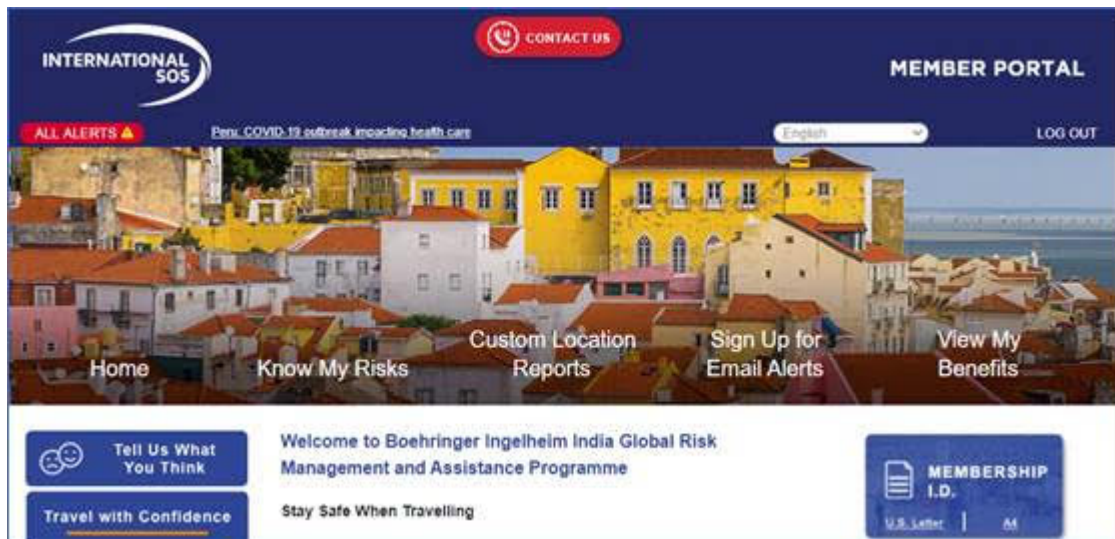 INTERNATIONAL
SOS
CONTACT US
MEMBER PORTAL
ALL ALERTS
Peru: COVID-19 outbreak impacting health care
English
LOG OUT
Home
Know My Risks
Custom Location
Reports
Sign Up for
Email Alerts
View My
Benefits
Tell Us What
You Think
Travel with Confidence
Welcome to Boehringer Ingelheim India Global Risk
Management and Assistance Programme
Stay Safe When Travelling
MEMBERSHIP
I.D.
U.S. Letter | A4